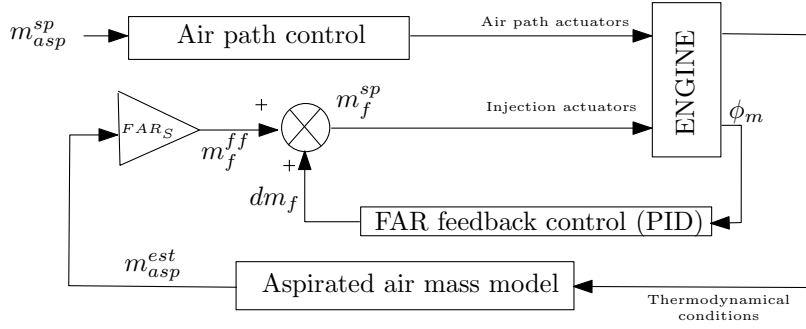 m_{asp}^{sp}
Air path control
Air path actuators
ENGINE
FAR_S
+
m_f^{ff}
m_f^{sp}
Injection actuators
ϕ_m
+
dm_f
FAR feedback control (PID)
m_{asp}^{est}
Aspirated air mass model
Thermodynamical
conditions